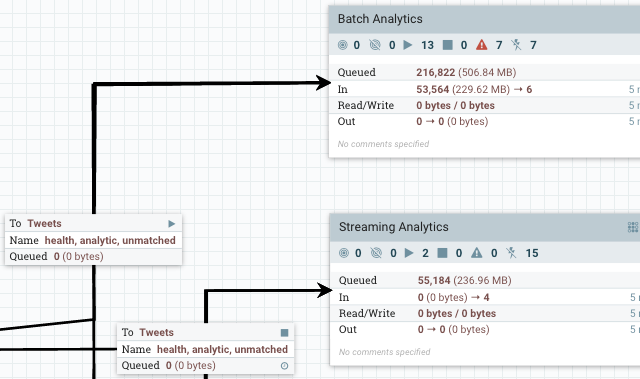 Batch Analytics
0 0 13 0 7 7
Queued 216,822 (506.84 MB)
In 53,564 (229.62 MB) → 6 5
Read/Write 0 bytes / 0 bytes 5
Out 0 → 0 (0 bytes) 5
No comments specified
To Tweets
Name health, analytic, unmatched
Queued 0 (0 bytes)
Streaming Analytics
0 0 2 0 0 15
Queued 55,184 (236.96 MB)
In 0 (0 bytes) → 4 5
Read/Write 0 bytes / 0 bytes 5
Out 0 → 0 (0 bytes) 5
No comments specified
To Tweets
Name health, analytic, unmatched
Queued 0 (0 bytes)